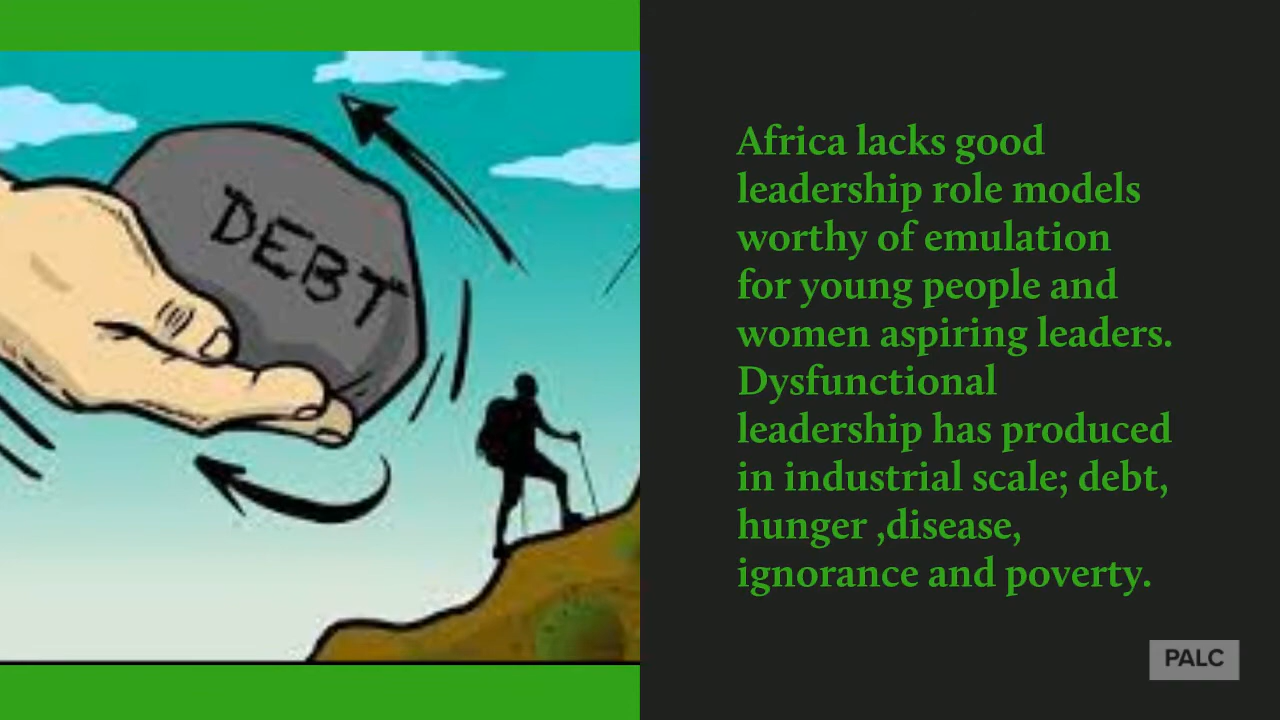 DEBT
Africa lacks good
leadership role models
worthy of emulation
for young people and
women aspiring leaders.
Dysfunctional
leadership has produced
in industrial scale; debt,
hunger ,disease,
ignorance and poverty.
PALC